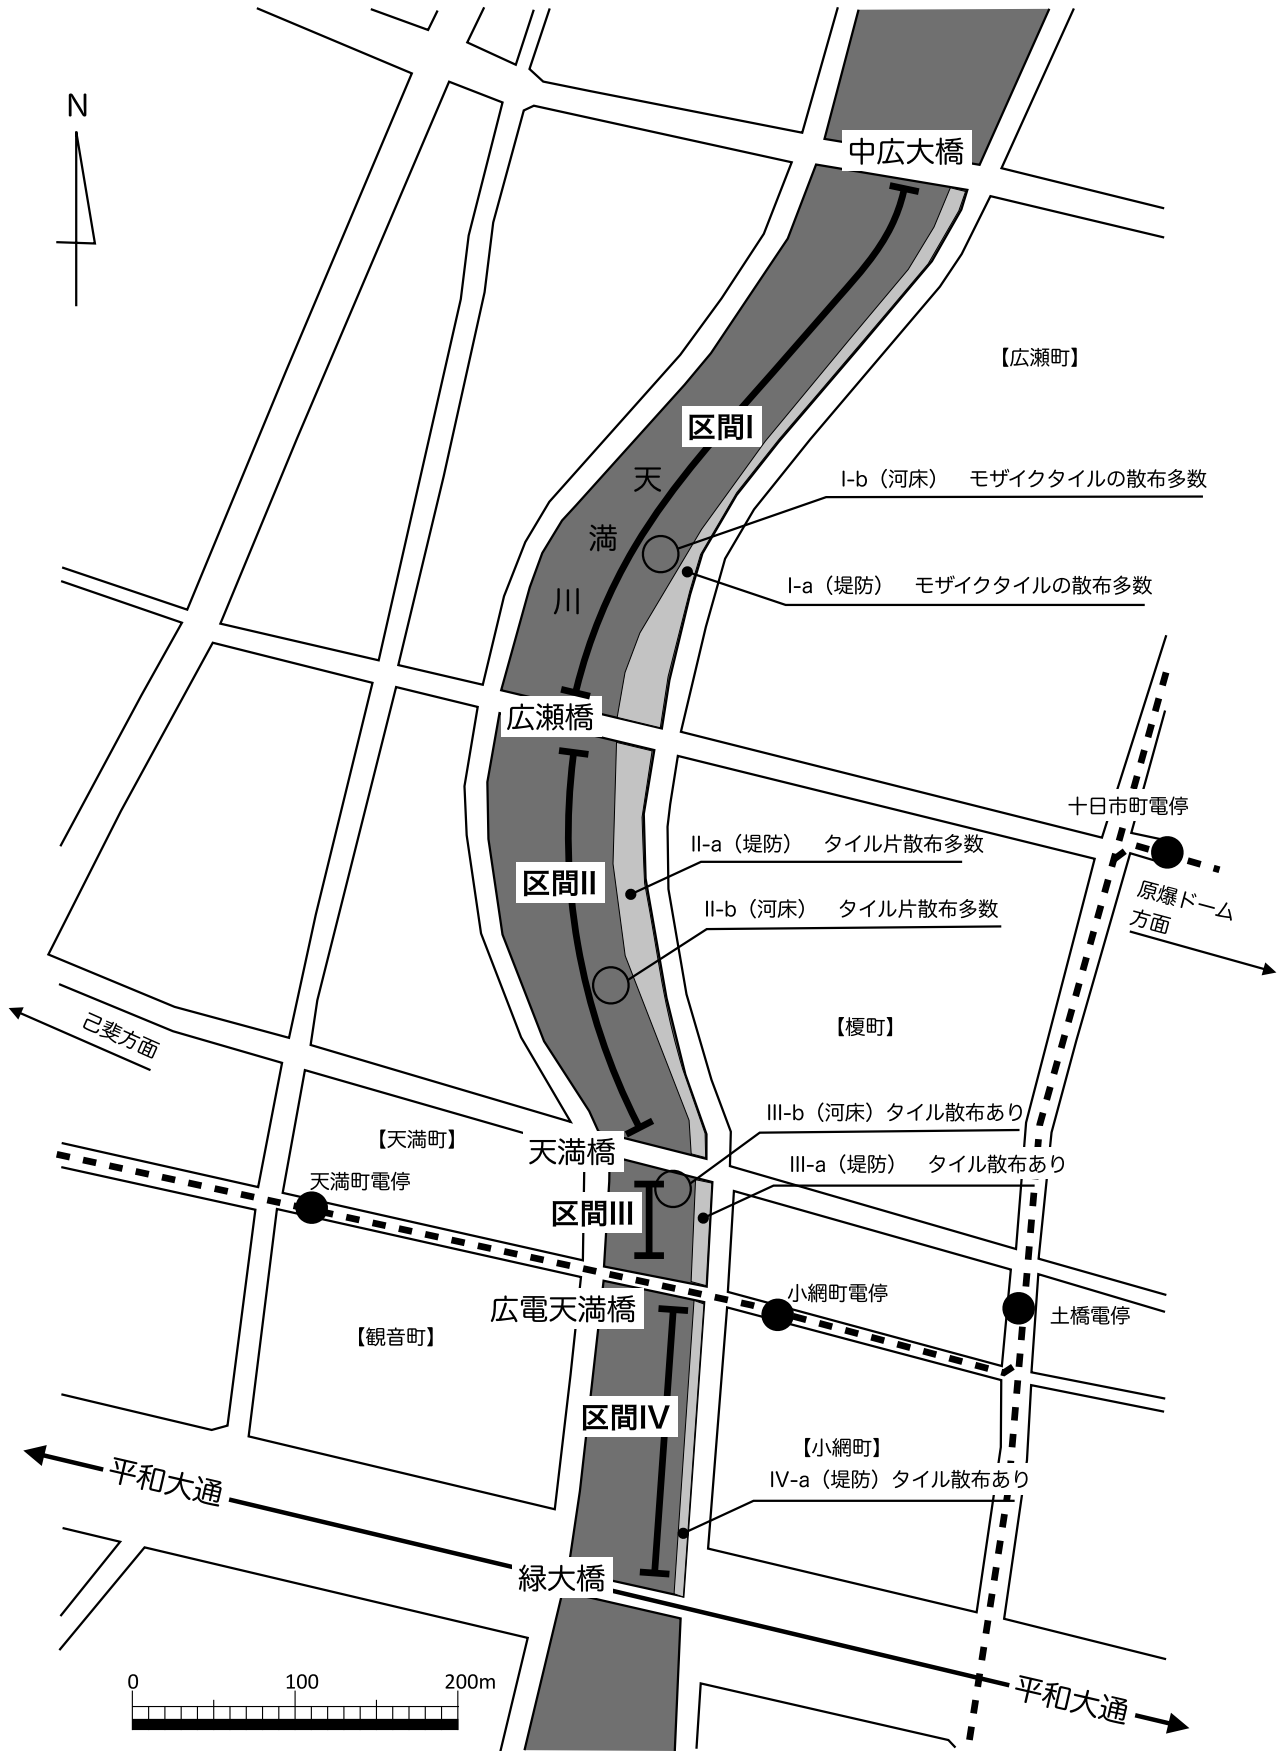 N
中広大橋
【広瀬町】
区間I
天
満
川
I-b（河床）　モザイクタイルの散布多数
I-a（堤防）　モザイクタイルの散布多数
広瀬橋
十日市町電停
II-a（堤防）　タイル片散布多数
区間II
原爆ドーム
方面
II-b（河床）　タイル片散布多数
己斐方面
【榎町】
III-b（河床）タイル散布あり
【天満町】
天満橋
III-a（堤防）　タイル散布あり
天満町電停
区間III
小網町電停
広電天満橋
土橋電停
【観音町】
区間IV
【小網町】
IV-a（堤防）タイル散布あり
平和大通
緑大橋
0 100 200m
平和大通